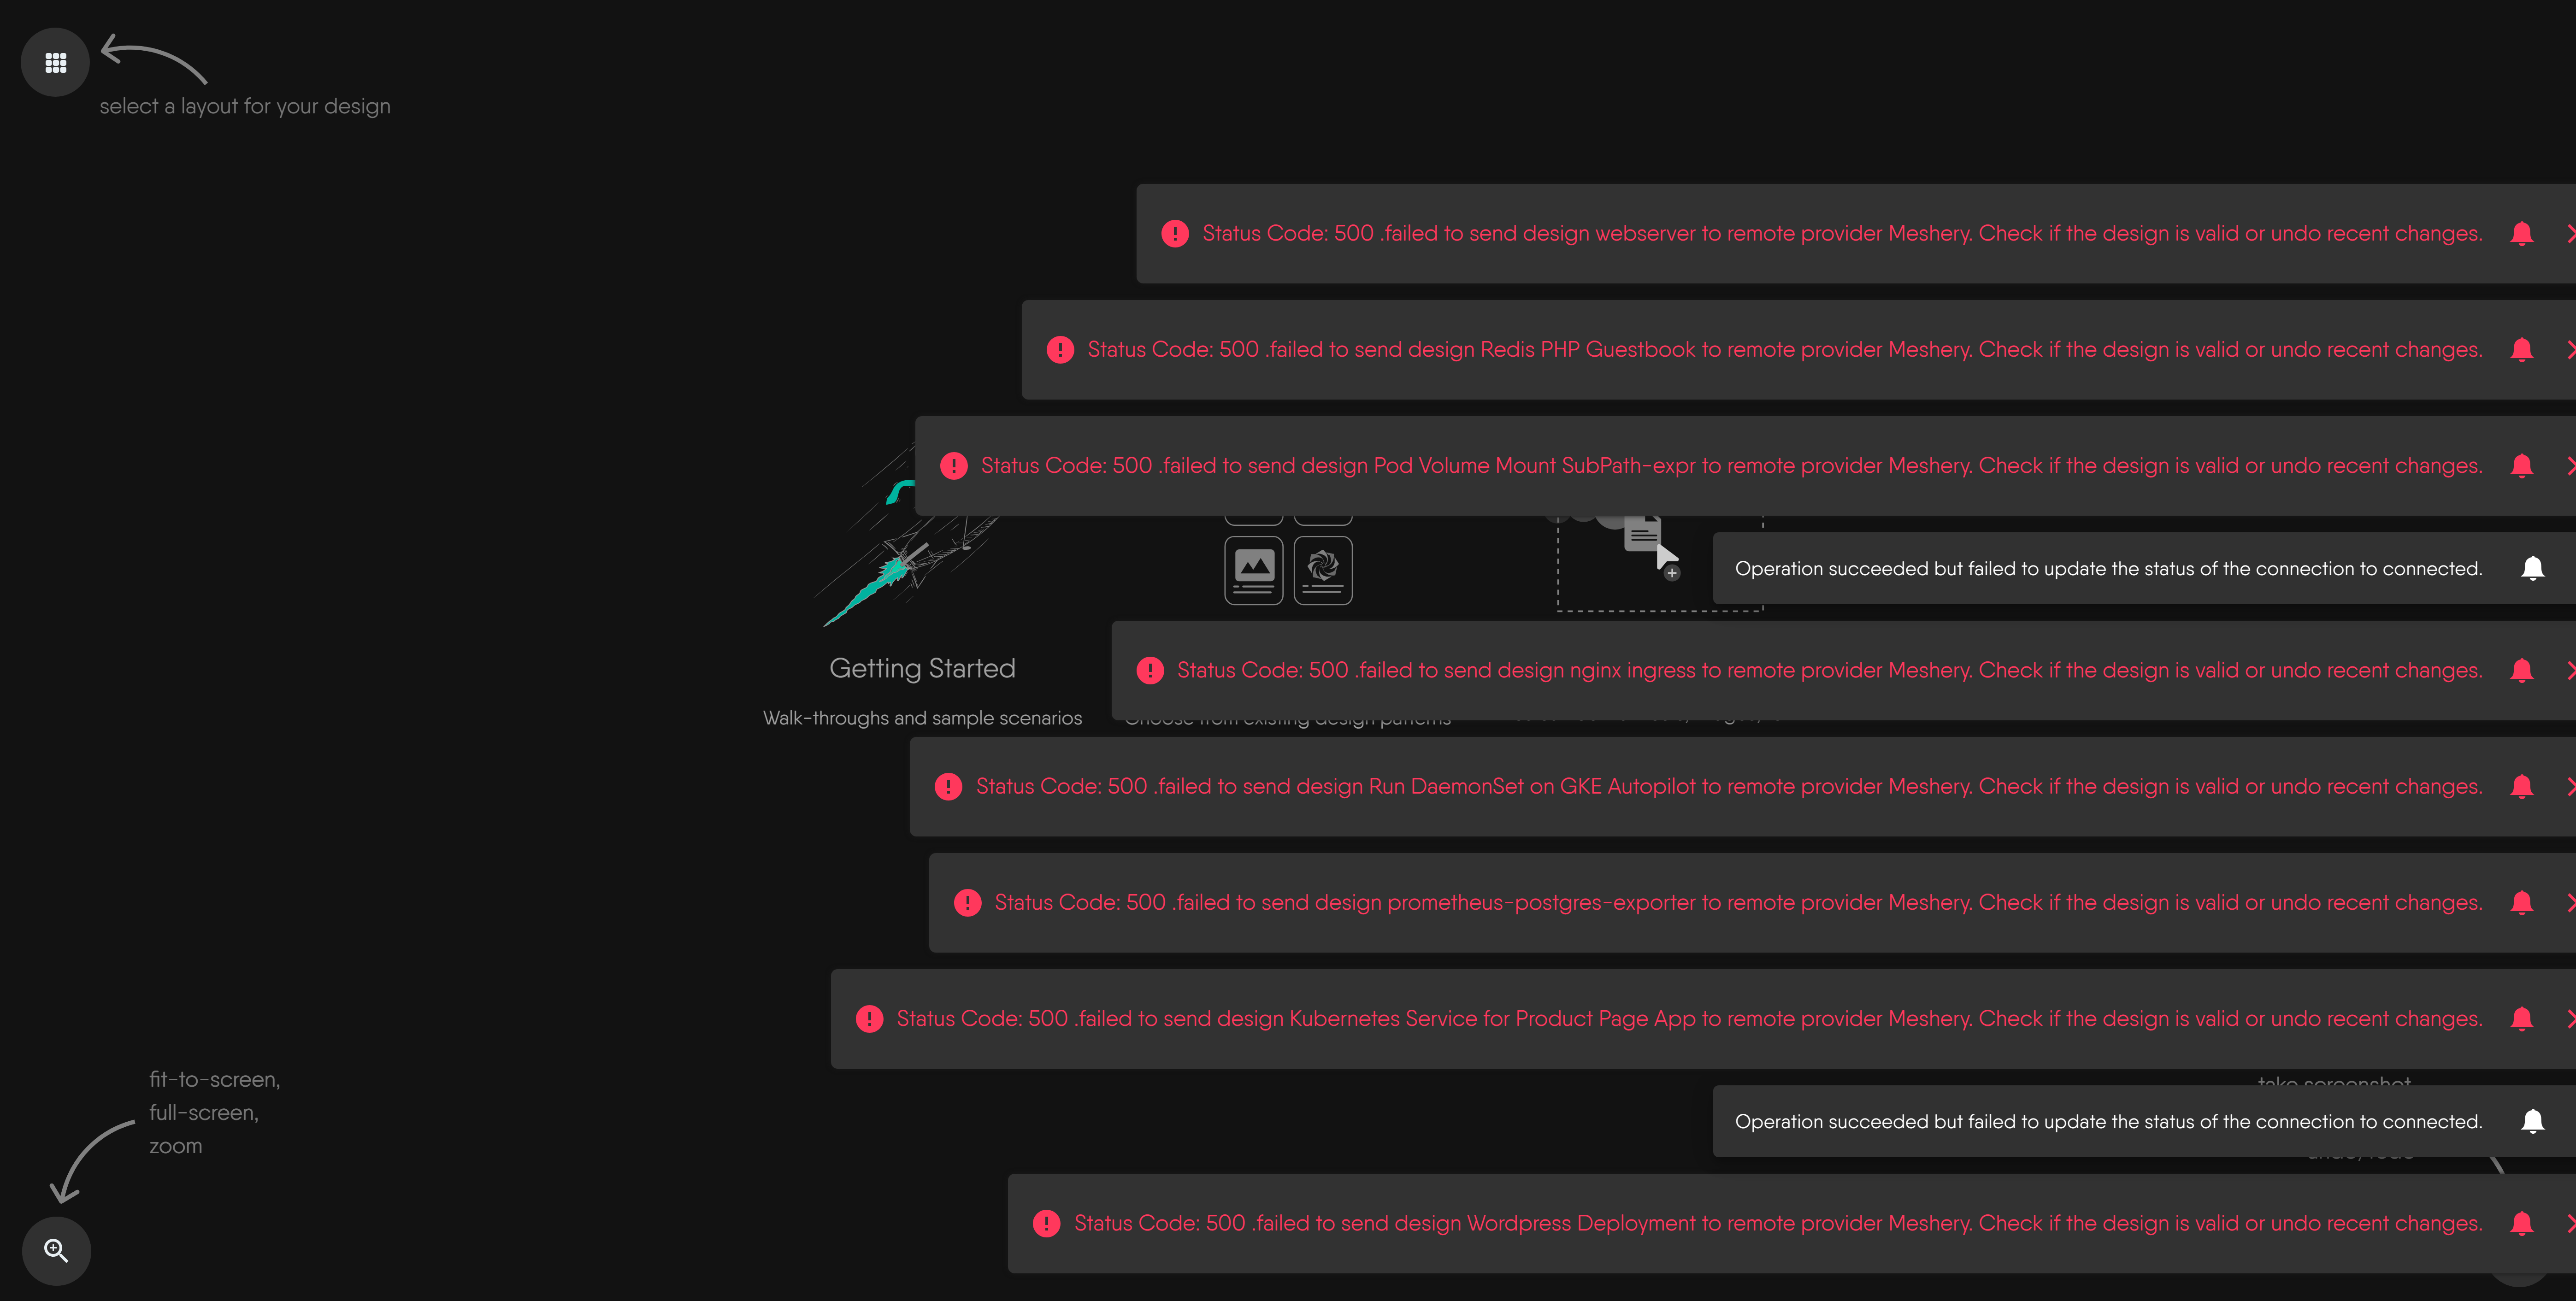 select a layout for your design
Status Code: 500 .failed to send design webserver to remote provider Meshery. Check if the design is valid or undo recent changes.
Status Code: 500 .failed to send design Redis PHP Guestbook to remote provider Meshery. Check if the design is valid or undo recent changes.
Status Code: 500 .failed to send design Pod Volume Mount SubPath-expr to remote provider Meshery. Check if the design is valid or undo recent changes.
Operation succeeded but failed to update the status of the connection to connected.
Status Code: 500 .failed to send design nginx ingress to remote provider Meshery. Check if the design is valid or undo recent changes.
Getting Started
Walk-throughs and sample scenarios
Choose from existing design patterns
Status Code: 500 .failed to send design Run DaemonSet on GKE Autopilot to remote provider Meshery. Check if the design is valid or undo recent changes.
Status Code: 500 .failed to send design prometheus-postgres-exporter to remote provider Meshery. Check if the design is valid or undo recent changes.
Status Code: 500 .failed to send design Kubernetes Service for Product Page App to remote provider Meshery. Check if the design is valid or undo recent changes.
fit-to-screen,
full-screen,
zoom
take screenshot
Operation succeeded but failed to update the status of the connection to connected.
Status Code: 500 .failed to send design Wordpress Deployment to remote provider Meshery. Check if the design is valid or undo recent changes.